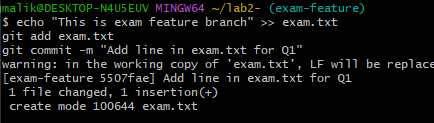 malik@DESKTOP-N4U5EUV MINGW64 ~/lab2- (exam-feature)
$ echo "This is exam feature branch" >> exam.txt
git add exam.txt
git commit -m "Add line in exam.txt for Q1"
warning: in the working copy of 'exam.txt', LF will be replace
[exam-feature 5507fae] Add line in exam.txt for Q1
1 file changed, 1 insertion(+)
create mode 100644 exam.txt